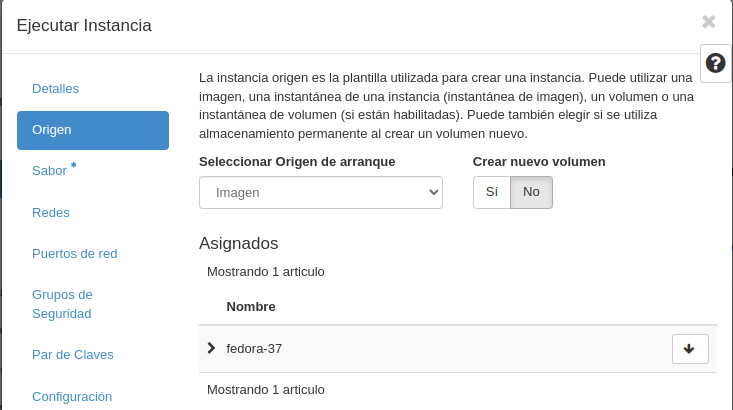 Ejecutar Instancia
Detalles
Origen
Sabor *
Redes
Puertos de red
Grupos de
Seguridad
Par de Claves
Configuración
La instancia origen es la plantilla utilizada para crear una instancia. Puede utilizar una
imagen, una instantánea de una instancia (instantánea de imagen), un volumen o una
instantánea de volumen (si están habilitadas). Puede también elegir si se utiliza
almacenamiento permanente al crear un volumen nuevo.
Seleccionar Origen de arranque
Imagen
Crear nuevo volumen
Sí No
Asignados
Mostrando 1 articulo
Nombre
fedora-37
Mostrando 1 articulo